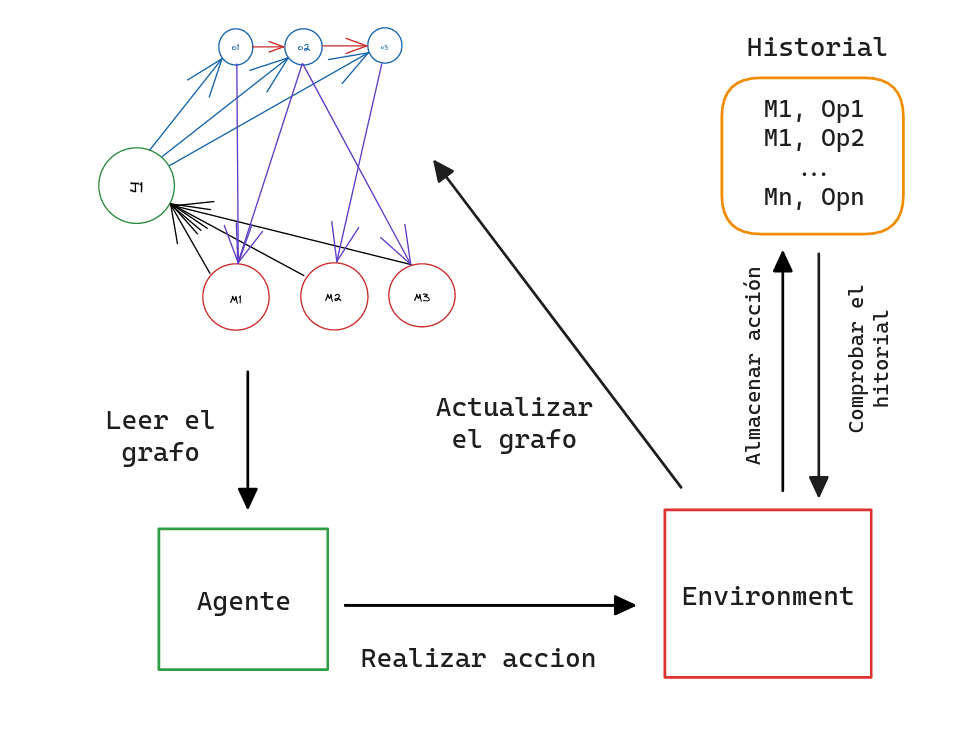 o1
o2
o3
Historial
M1, Op1
M1, Op2
...
Mn, Opn
J1
M1
M2
M3
Almacenar acción
Comprobar el
hitorial
Leer el
grafo
Actualizar
el grafo
Agente
Environment
Realizar accion